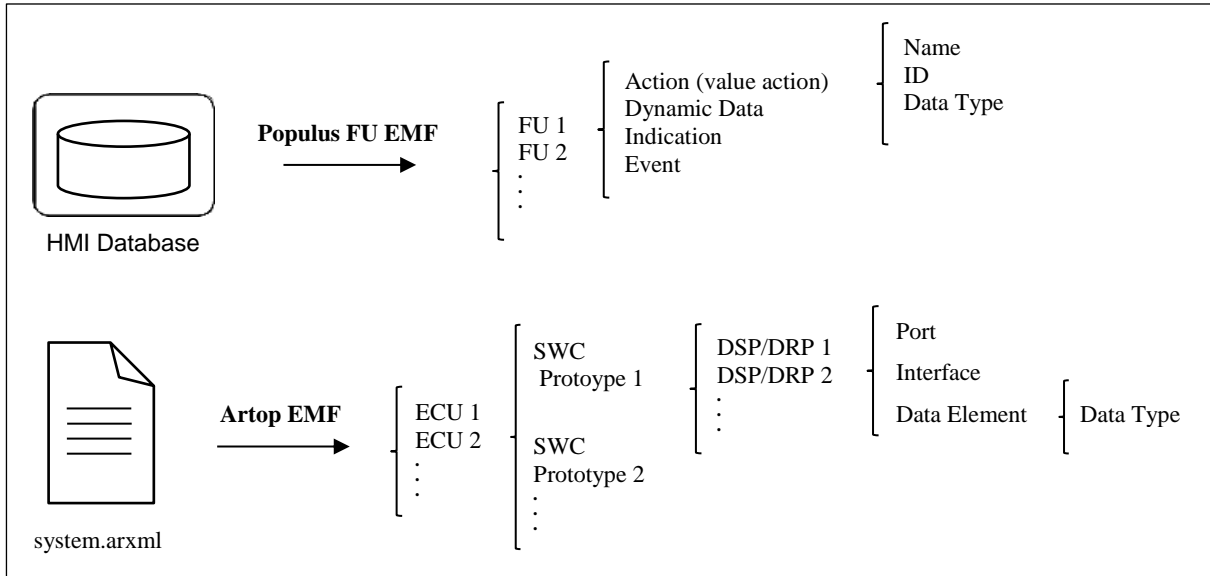 Populus FU EMF
HMI Database
FU 1
FU 2
.
.
.
Action (value action)
Dynamic Data
Indication
Event
Name
ID
Data Type
Artop EMF
system.arxml
ECU 1
ECU 2
.
.
.
SWC
Protoype 1
SWC
Prototype 2
.
.
.
DSP/DRP 1
DSP/DRP 2
.
.
.
Port
Interface
Data Element
Data Type